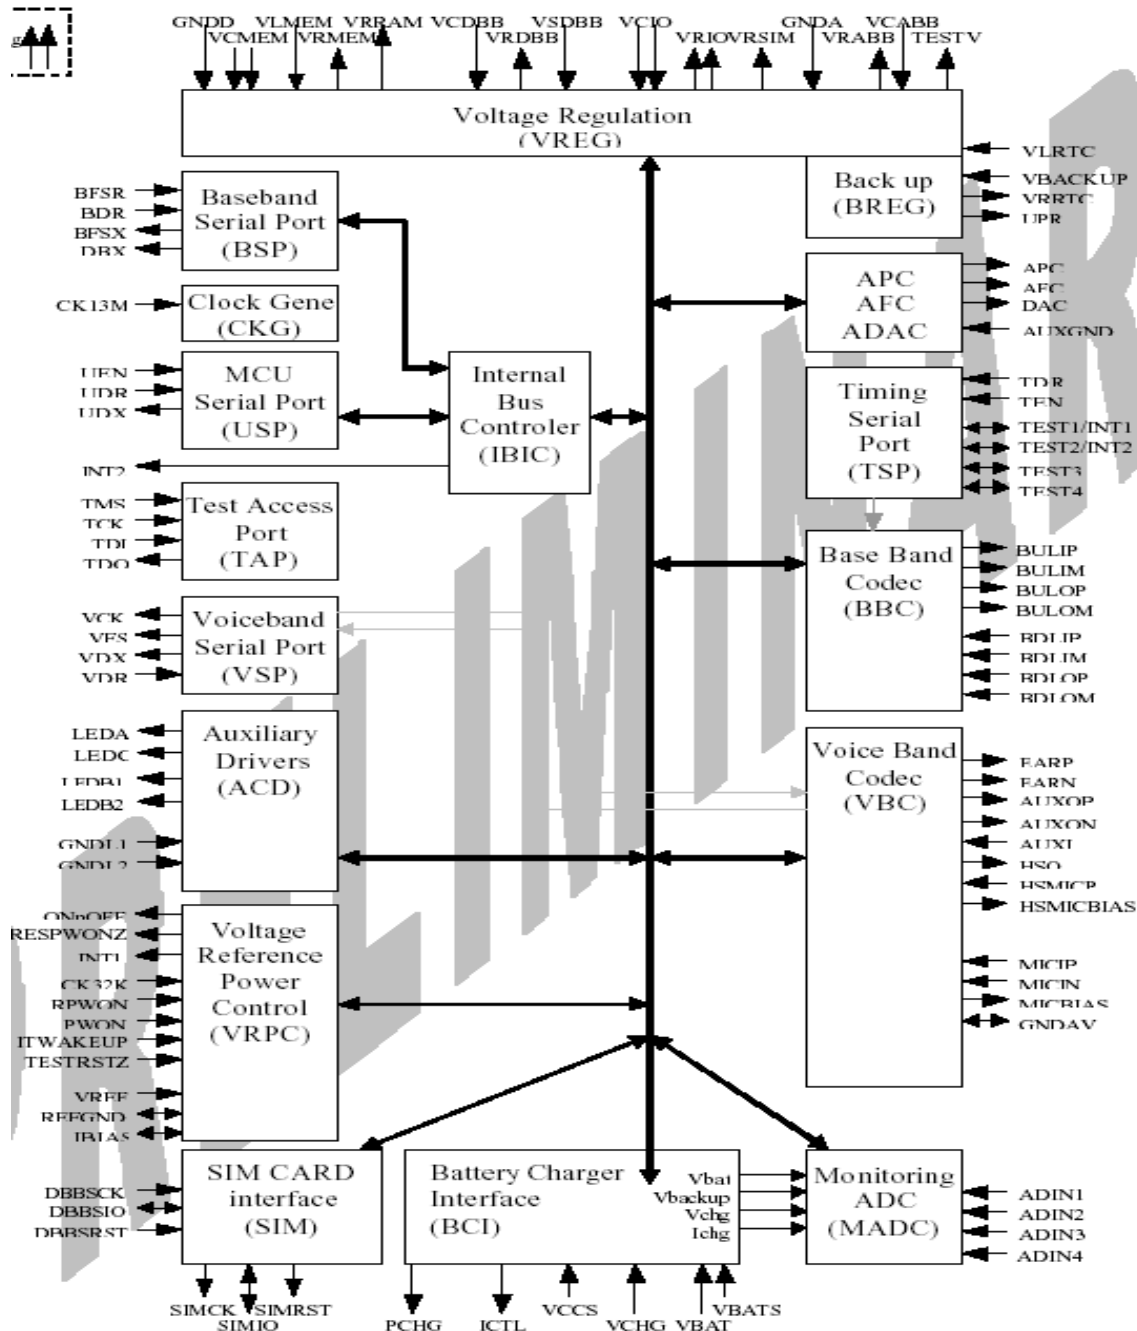 GNDD VLMEM VRRAM VCDBB VSDBB VCIO GNDA VCABB
VCMEM VRMEM VRDBB VRIO VRSIM VRABB TESTV
Voltage Regulation
(VREG)
VLRTC
VBACKUP
VRRTC
UPR
Back up
(BREG)
BFSR
BDR
BFSX
DBX
Baseband
Serial Port
(BSP)
CK13M
Clock Gene
(CKG)
APC
AFC
ADAC
APC
AFC
DAC
AUXGND
UEN
UDR
UDX
MCU
Serial Port
(USP)
Internal
Bus
Controler
(IBIC)
INT2
Timing
Serial
Port
(TSP)
TDR
TEN
TEST1/INT1
TEST2/INT2
TEST3
TEST4
TMS
TCK
TDI
TDO
Test Access
Port
(TAP)
Base Band
Codec
(BBC)
BULIP
BULIM
BULOP
BULOM
BDLIP
BDLIM
BDLOP
BDLOM
VCK
VFS
VDX
VDR
Voiceband
Serial Port
(VSP)
LEDA
LEDC
LEDB1
LEDB2
GNDL1
GNDL2
Auxiliary
Drivers
(ACD)
Voice Band
Codec
(VBC)
EARP
EARN
AUXOP
AUXON
AUXI
HSO
HSMICP
HSMICBIAS
MICIP
MICIN
MICBIAS
GNDAV
ONnOFF
RESPWONZ
INT1
CK32K
RPWON
PWON
ITWAKEUP
TESTRSTZ
VREF
REFGND
IBIAS
Voltage
Reference
Power
Control
(VRPC)
DBBSCK
DBBSIO
DBBSRST
SIM CARD
interface
(SIM)
Battery Charger
Interface
(BCI)
Vbat
Vbackup
Vchg
Ichg
Monitoring
ADC
(MADC)
ADIN1
ADIN2
ADIN3
ADIN4
SIMCK SIMRST PCHG ICTL VCCS VCHG VBAT VBATS
SIMIO
PRELIMINARY